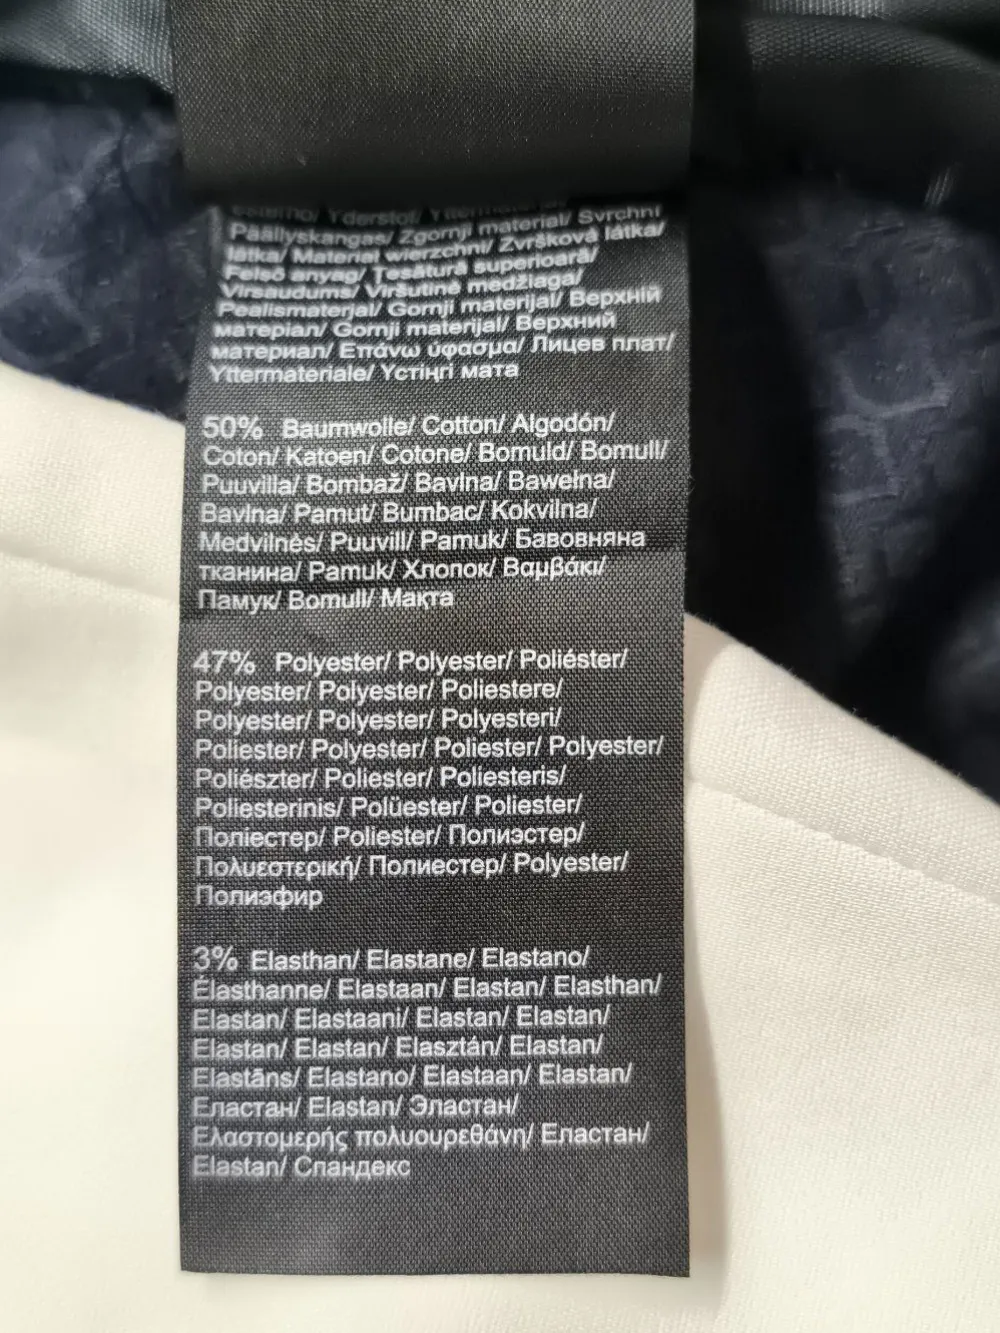 esterno/ Yderstof/
Päällyskangas/ Zgornji material/ Svrchní
látka/ Material wierzchni/ Zvršková látka/
Felső anyag/ Ţesătură superioară/
Virsaudums/ Viršutinė medžiaga/
Pealismaterjal/ Gornji materijal/ Верхній
матеріал/ Gornji materijal/ Верхний
материал/ Επάνω ύφασμα/ Лицев плат/
Yttermateriale/ Үстіңгі мата
50% Baumwolle/ Cotton/ Algodón/
Coton/ Katoen/ Cotone/ Bomuld/ Bomull/
Puuvilla/ Bombaž/ Bavlna/ Bawełna/
Bavlna/ Pamut/ Bumbac/ Kokvilna/
Medvilnės/ Puuvill/ Pamuk/ Бавовняна
тканина/ Pamuk/ Хлопок/ Βαμβάκι/
Памук/ Bomull/ Мақта
47% Polyester/ Polyester/ Poliéster/
Polyester/ Polyester/ Poliestere/
Polyester/ Polyester/ Polyesteri/
Poliester/ Polyester/ Poliester/ Polyester/
Poliészter/ Poliester/ Poliesteris/
Poliesterinis/ Polüester/ Poliester/
Поліестер/ Poliester/ Полиэстер/
Πολυεστερική/ Полиестер/ Polyester/
Полиэфир
3% Elasthan/ Elastane/ Elastano/
Élasthanne/ Elastaan/ Elastan/ Elasthan/
Elastan/ Elastaani/ Elastan/ Elastan/
Elastan/ Elastan/ Elasztán/ Elastan/
Elastāns/ Elastano/ Elastaan/ Elastan/
Еластан/ Elastan/ Эластан/
Ελαστομερής πολυουρεθάνη/ Еластан/
Elastan/ Спандекс